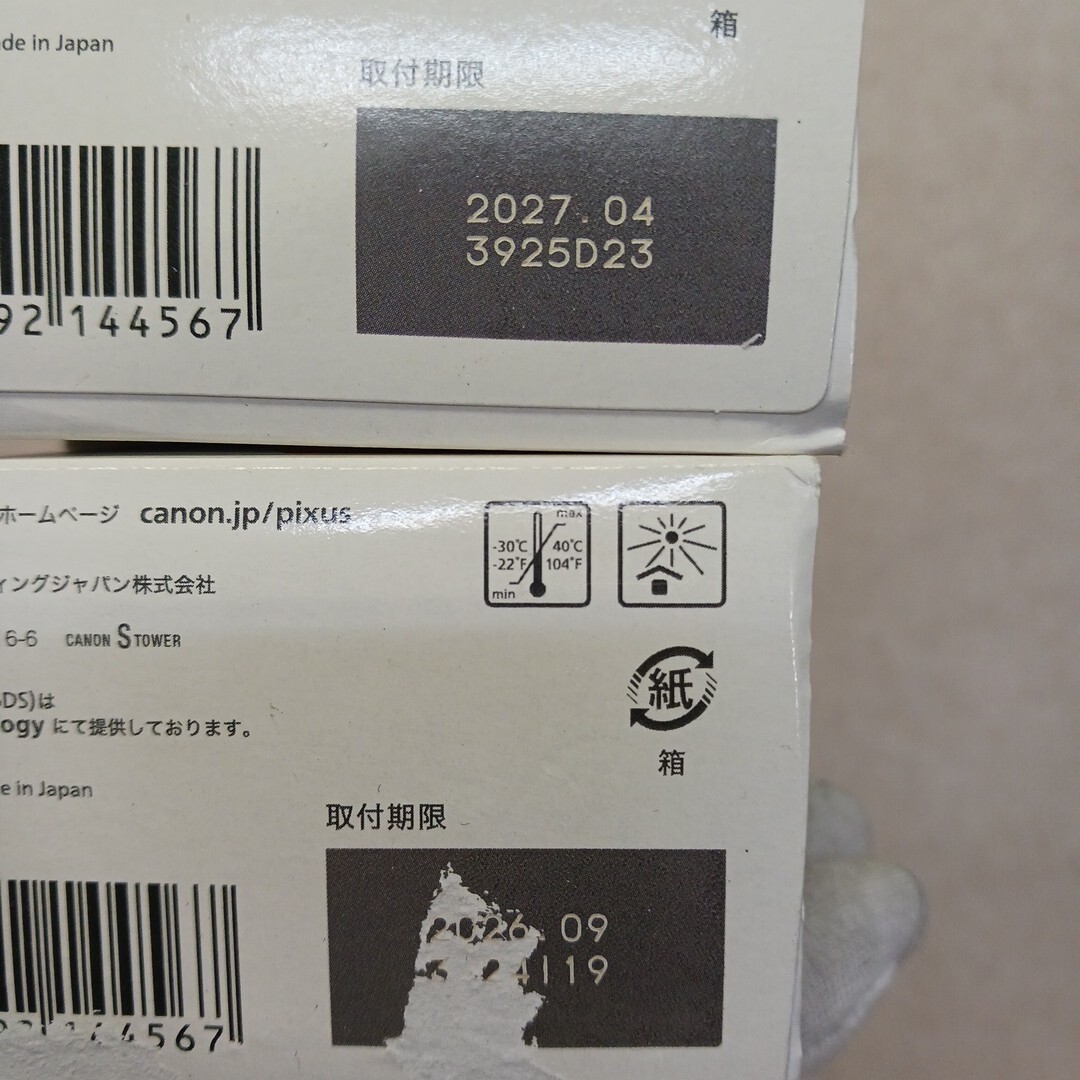 de in Japan
箱
取付期限
2027.04
3925D23
92 144567
ホームページ canon.jp/pixus
max
-30°C 40°C
-22°F 104°F
min
ィングジャパン株式会社
6-6 CANON S TOWER
DS)は
ogy にて提供しております。
紙
箱
e in Japan
取付期限
2026.09
24I19
144567